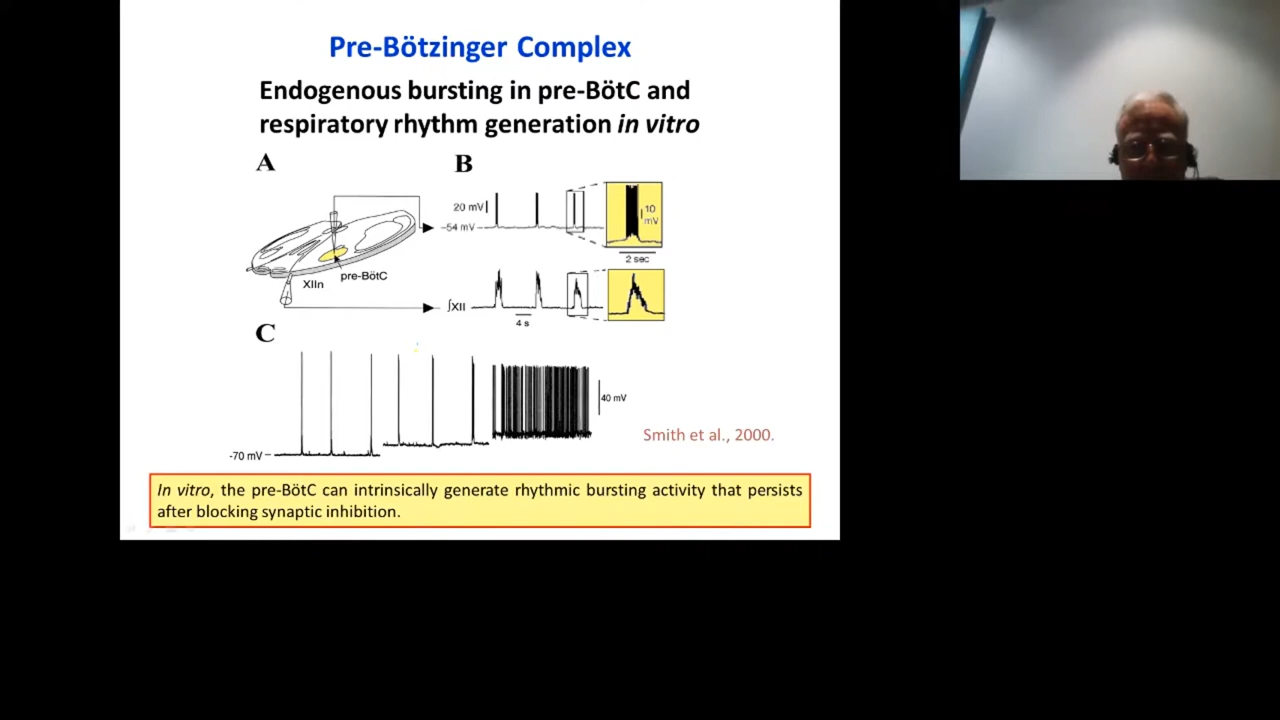 Pre-Bötzinger Complex
Endogenous bursting in pre-BötC and
respiratory rhythm generation in vitro
A
B
20 mV
-54 mV
10
mV
2 sec
pre-BötC
XIIn
∫XII
4 s
C
40 mV
-70 mV
Smith et al., 2000.
In vitro, the pre-BötC can intrinsically generate rhythmic bursting activity that persists
after blocking synaptic inhibition.